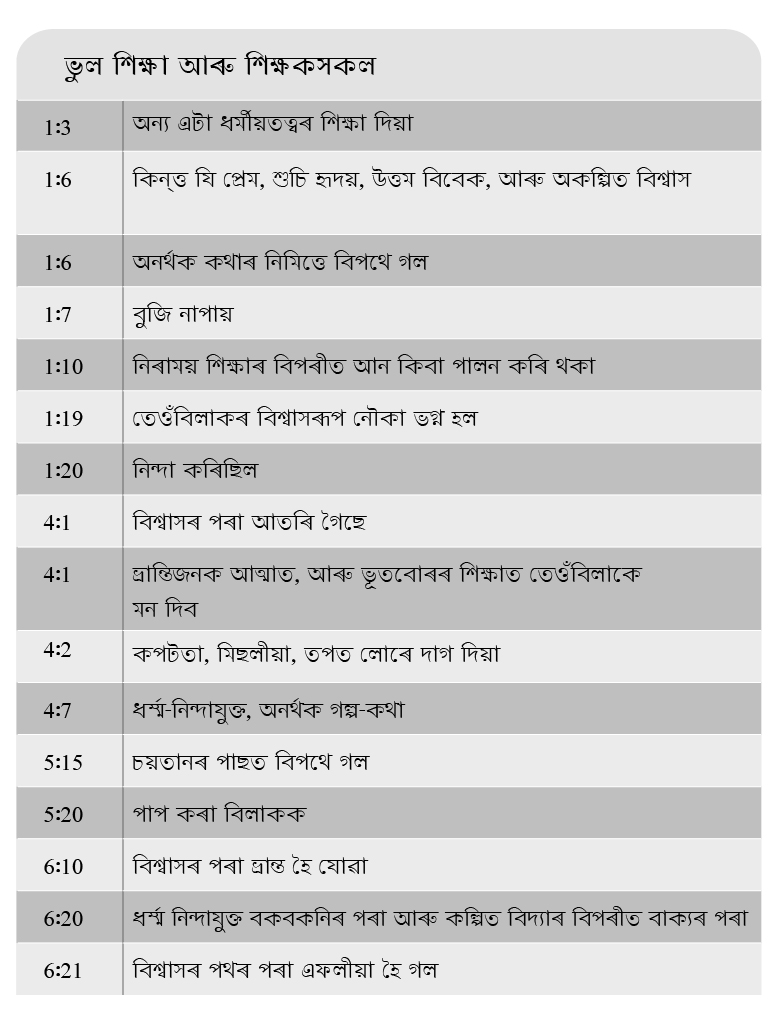 ভুল শিক্ষা আৰু শিক্ষকসকল
1:3 অন্য এটা ধৰ্মীয়তত্বৰ শিক্ষা দিয়া
1:6 কিন্ত্ত যি প্ৰেম, শুচি হৃদয়, উত্তম বিবেক, আৰু অকল্পিত বিশ্বাস
1:6 অনৰ্থক কথাৰ নিমিত্তে বিপথে গল
1:7 বুজি নাপায়
1:10 নিৰাময় শিক্ষাৰ বিপৰীত আন কিবা পালন কৰি থকা
1:19 তেওঁবিলাকৰ বিশ্বাসৰূপ নৌকা ভগ্ন হল
1:20 নিন্দা কৰিছিল
4:1 বিশ্বাসৰ পৰা আতৰি গৈছে
4:1 ভ্ৰান্তিজনক আত্মাত, আৰু ভূতবোৰৰ শিক্ষাত তেওঁবিলাকে
মন দিব
4:2 কপটতা, মিছলীয়া, তপত লোৰে দাগ দিয়া
4:7 ধৰ্ম্ম-নিন্দাযুক্ত, অনৰ্থক গল্প-কথা
5:15 চয়তানৰ পাছত বিপথে গল
5:20 পাপ কৰা বিলাকক
6:10 বিশ্বাসৰ পৰা ভ্ৰান্ত হৈ যোৱা
6:20 ধৰ্ম্ম নিন্দাযুক্ত বকবকনিৰ পৰা আৰু কল্পিত বিদ্যাৰ বিপৰীত বাক্যৰ পৰা
6:21 বিশ্বাসৰ পথৰ পৰা এফলীয়া হৈ গল